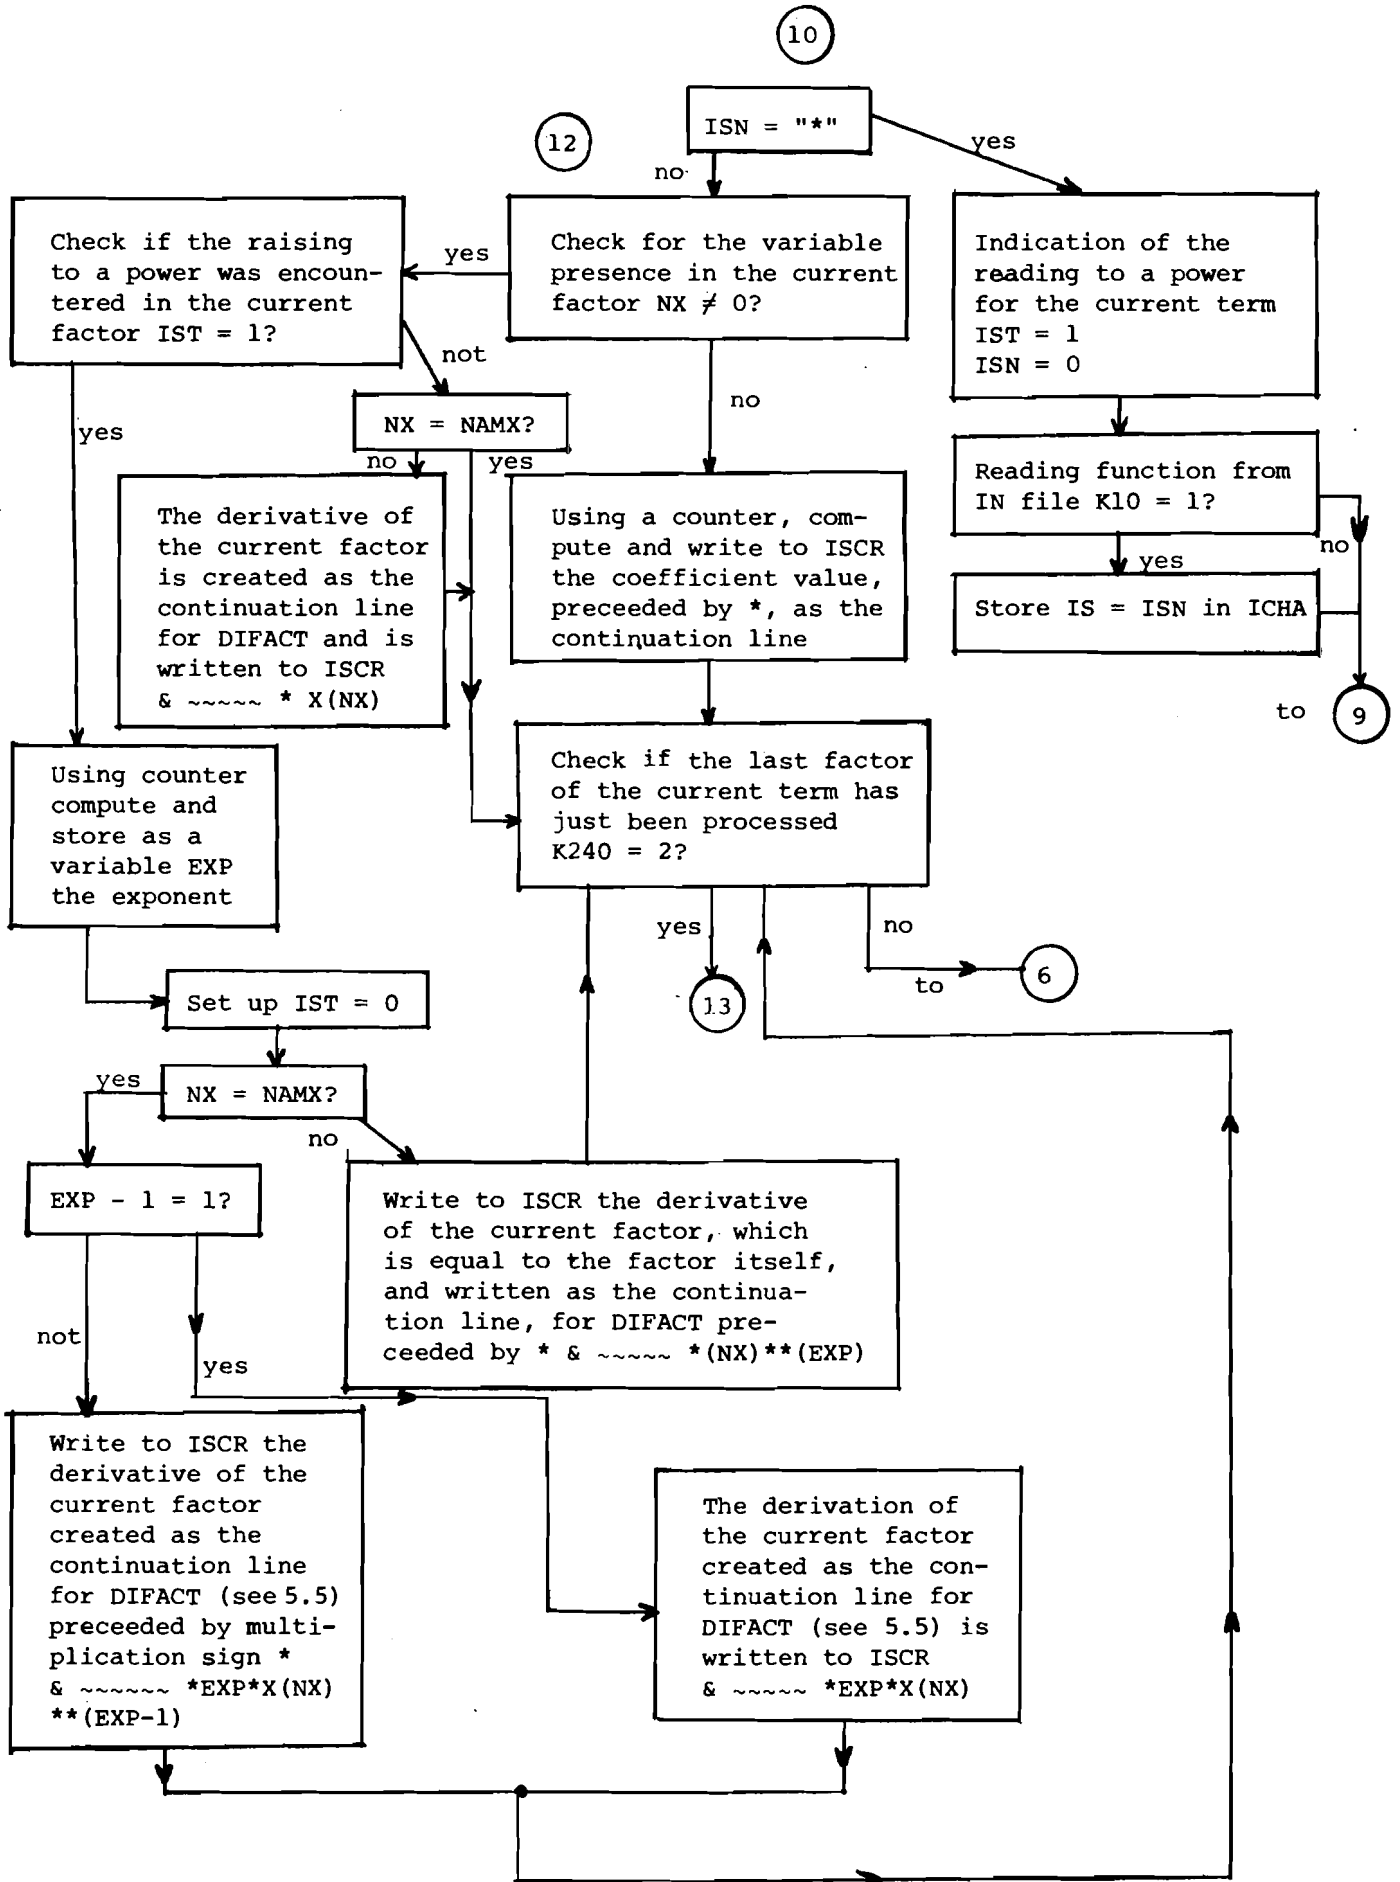 10
ISN = "*"
yes
no
12
Check if the raising
to a power was encoun-
tered in the current
factor IST = 1?
yes
Check for the variable
presence in the current
factor NX ≠ 0?
Indication of the
reading to a power
for the current term
IST = 1
ISN = 0
not
no
yes
NX = NAMX?
no
yes
Reading function from
IN file K10 = 1?
no
yes
Store IS = ISN in ICHA
to
9
The derivative of
the current factor
is created as the
continuation line
for DIFACT and is
written to ISCR
& ~~~~~ * X(NX)
Using a counter, com-
pute and write to ISCR
the coefficient value,
preceeded by *, as the
continuation line
Using counter
compute and
store as a
variable EXP
the exponent
Check if the last factor
of the current term has
just been processed
K240 = 2?
yes
no
to
6
13
Set up IST = 0
NX = NAMX?
yes
no
EXP - 1 = 1?
not
yes
Write to ISCR the derivative
of the current factor, which
is equal to the factor itself,
and written as the continua-
tion line, for DIFACT pre-
ceeded by * & ~~~~~ *(NX)**(EXP)
Write to ISCR the
derivative of the
current factor
created as the
continuation line
for DIFACT (see 5.5)
preceeded by multi-
plication sign *
& ~~~~~~ *EXP*X(NX)
**(EXP-1)
The derivation of
the current factor
created as the con-
tinuation line for
DIFACT (see 5.5) is
written to ISCR
& ~~~~~ *EXP*X(NX)